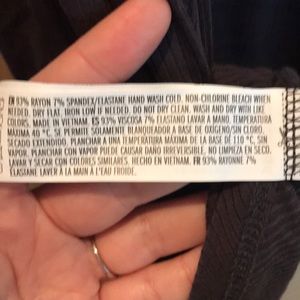 EN 93% RAYON 7% SPANDEX/ELASTANE HAND WASH COLD. NON-CHLORINE BLEACH WHEN
NEEDED. DRY FLAT. IRON LOW IF NEEDED. DO NOT DRY CLEAN. WASH AND DRY WITH LIKE
COLORS. MADE IN VIETNAM. ES 93% VISCOSA 7% ELASTANO LAVAR A MANO. TEMPERATURA
MÁXIMA 40 °C. SE PERMITE SOLAMENTE BLANQUEADOR A BASE DE OXÍGENO/SIN CLORO.
SECADO EXTENDIDO. PLANCHAR A UNA TEMPERATURA MÁXIMA DE LA BASE DE 110 °C, SIN
VAPOR. PLANCHAR CON VAPOR PUEDE CAUSAR DAÑO IRREVERSIBLE. NO LIMPIEZA EN SECO.
LAVAR Y SECAR CON COLORES SIMILARES. HECHO EN VIETNAM. FR 93% RAYONNE 7%
ELASTANE LAVER À LA MAIN À L'EAU FROIDE.